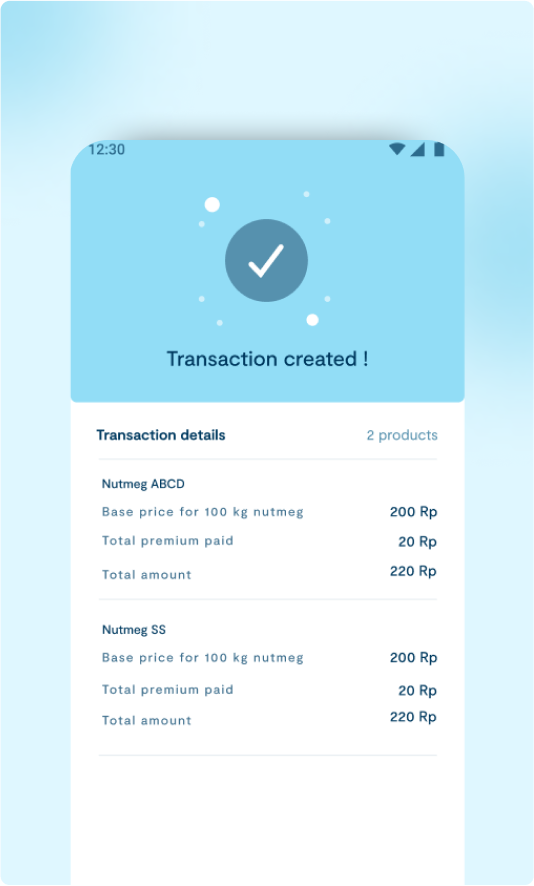 12:30
Transaction created !
Transaction details 2 products
Nutmeg ABCD
Base price for 100 kg nutmeg 200 Rp
Total premium paid 20 Rp
Total amount 220 Rp
Nutmeg SS
Base price for 100 kg nutmeg 200 Rp
Total premium paid 20 Rp
Total amount 220 Rp